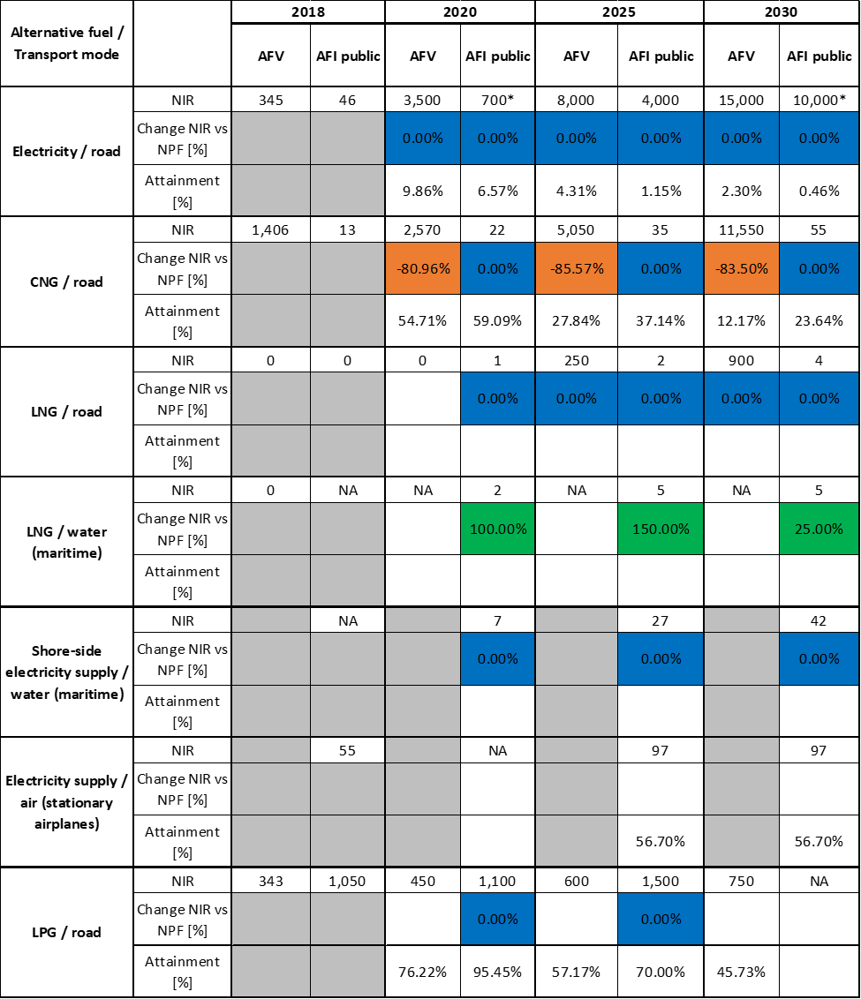 Alternative fuel / Transport mode 2018 2020 2025 2030
AFV AFI public AFV AFI public AFV AFI public AFV AFI public
Electricity / road
NIR 345 46 3,500 700* 8,000 4,000 15,000 10,000*
Change NIR vs NPF [%] 0.00% 0.00% 0.00% 0.00% 0.00% 0.00%
Attainment [%] 9.86% 6.57% 4.31% 1.15% 2.30% 0.46%
CNG / road
NIR 1,406 13 2,570 22 5,050 35 11,550 55
Change NIR vs NPF [%] -80.96% 0.00% -85.57% 0.00% -83.50% 0.00%
Attainment [%] 54.71% 59.09% 27.84% 37.14% 12.17% 23.64%
LNG / road
NIR 0 0 0 1 250 2 900 4
Change NIR vs NPF [%] 0.00% 0.00% 0.00% 0.00% 0.00%
Attainment [%]
LNG / water (maritime)
NIR 0 NA NA 2 NA 5 NA 5
Change NIR vs NPF [%] 100.00% 150.00% 25.00%
Attainment [%]
Shore-side electricity supply / water (maritime)
NIR NA 7 27 42
Change NIR vs NPF [%] 0.00% 0.00% 0.00%
Attainment [%]
Electricity supply / air (stationary airplanes)
NIR 55 NA 97 97
Change NIR vs NPF [%]
Attainment [%] 56.70% 56.70%
LPG / road
NIR 343 1,050 450 1,100 600 1,500 750 NA
Change NIR vs NPF [%] 0.00% 0.00%
Attainment [%] 76.22% 95.45% 57.17% 70.00% 45.73%